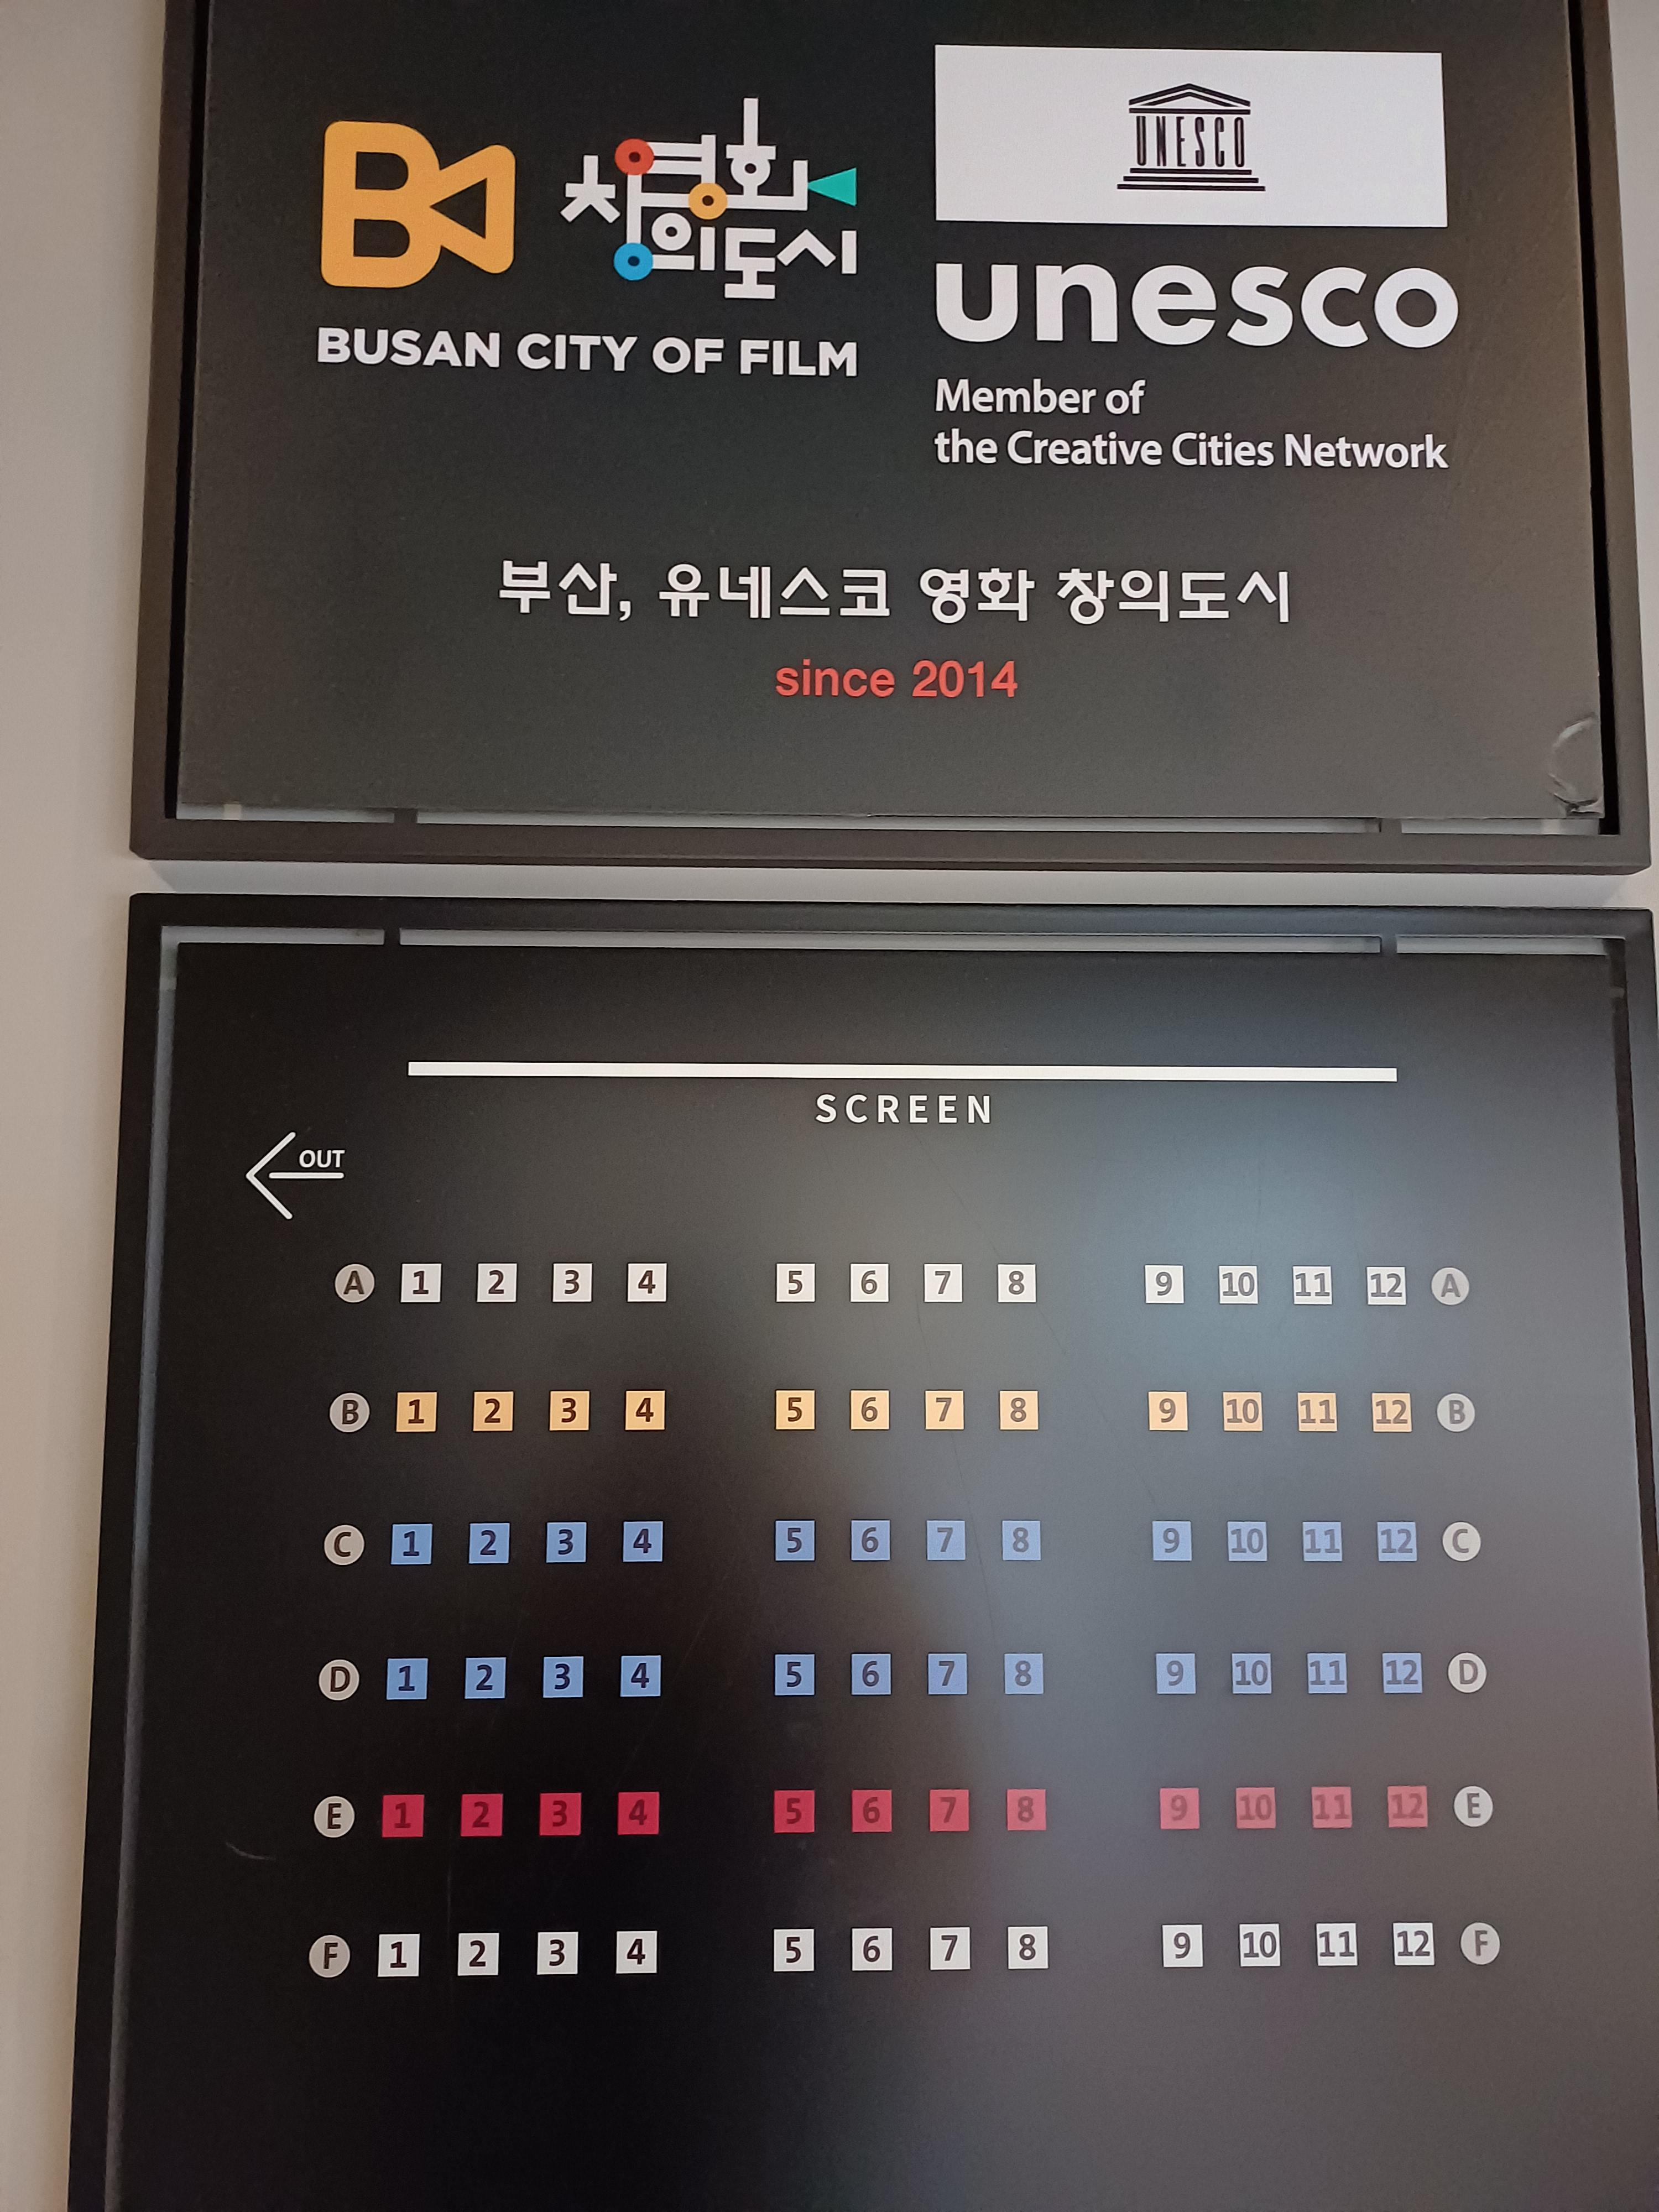 B
영화
창의도시
BUSAN CITY OF FILM
UNESCO
unesco
Member of
the Creative Cities Network
부산, 유네스코 영화 창의도시
since 2014
SCREEN
OUT
A 1 2 3 4 5 6 7 8 9 10 11 12 A
B 1 2 3 4 5 6 7 8 9 10 11 12 B
C 1 2 3 4 5 6 7 8 9 10 11 12 C
D 1 2 3 4 5 6 7 8 9 10 11 12 D
E 1 2 3 4 5 6 7 8 9 10 11 12 E
F 1 2 3 4 5 6 7 8 9 10 11 12 F